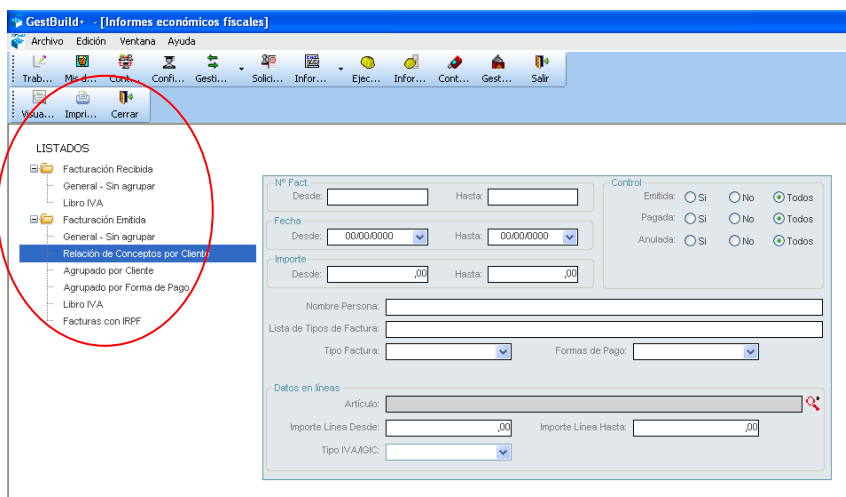 GestBuild+ - [Informes económicos fiscales]
Archivo Edición Ventana Ayuda
Trab... Mis d... Cont... Confi... Gesti... Solici... Infor... Ejec... Infor... Cont... Gest... Salir
Visua... Impri... Cerrar
LISTADOS
Facturación Recibida
General - Sin agrupar
Libro IVA
Facturación Emitida
General - Sin agrupar
Relación de Conceptos por Cliente
Agrupado por Cliente
Agrupado por Forma de Pago
Libro IVA
Facturas con IRPF
Nº Fact.
Desde: Hasta:
Fecha
Desde: 00/00/0000 Hasta: 00/00/0000
Importe
Desde: ,00 Hasta: ,00
Control
Emitida: Si No Todos
Pagada: Si No Todos
Anulada: Si No Todos
Nombre Persona:
Lista de Tipos de Factura:
Tipo Factura: Formas de Pago:
Datos en líneas
Artículo:
Importe Línea Desde: ,00 Importe Línea Hasta: ,00
Tipo IVA/IGIC: